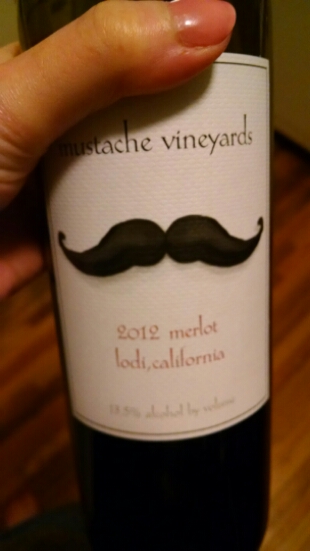 mustache vineyards
2012 merlot
lodi, california
13.5% alcohol by volume